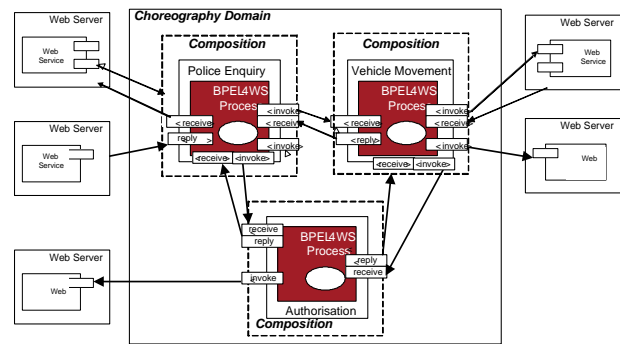 Choreography Domain
Web Server
Web
Service
Web Server
Web
Service
Web Server
Web
Composition
Police Enquiry
BPEL4WS
Proces
< receive
reply >
<invoke
< receive
<invoke>
<receive>
<invoke>
Composition
Vehicle Movement
BPEL4WS
Proces
< receive
<reply>
<invoke
<receive
<invoke
<receive>
<invoke>
Web Server
Web
Service
Web Server
Web
receive
reply
invoke
BPEL4WS
Process
<reply
receive
Authorisation
Composition